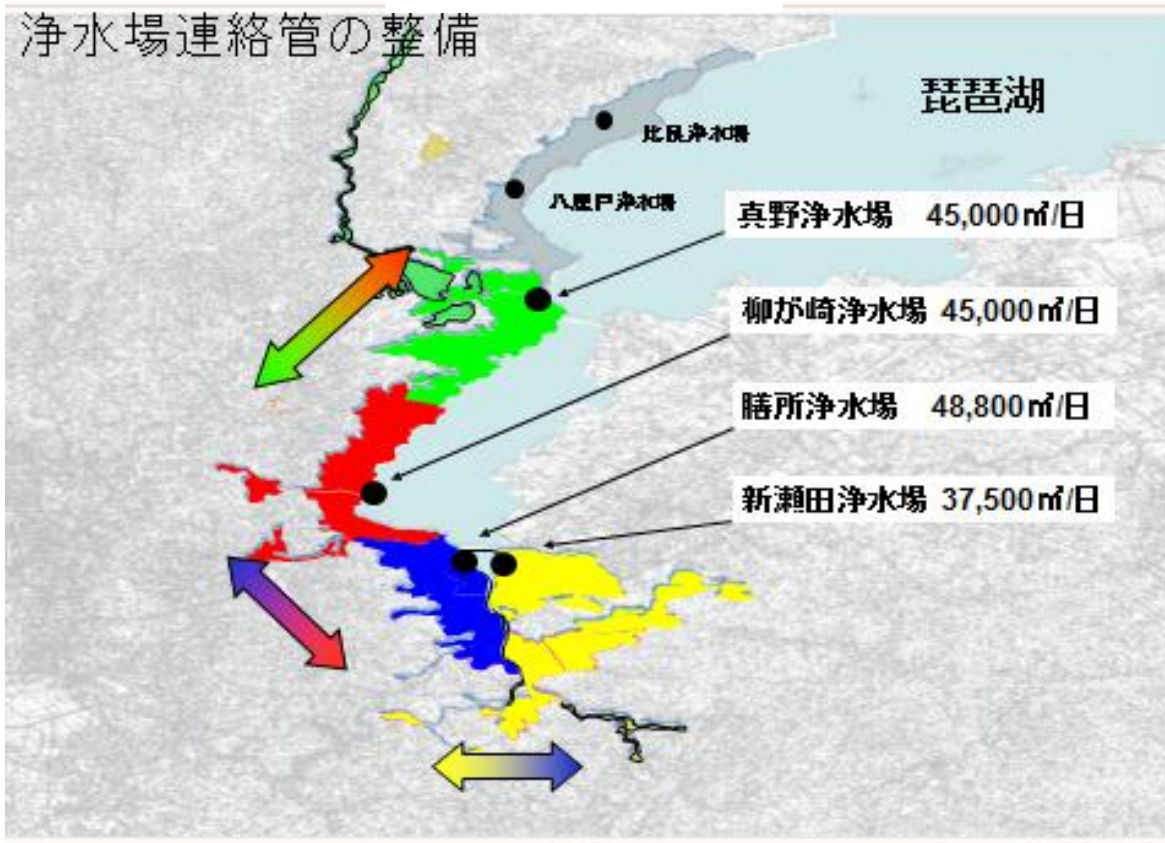 浄水場連絡管の整備
琵琶湖
比良浄水場
八屋戸浄水場
真野浄水場 45,000㎥/日
柳が崎浄水場 45,000㎥/日
膳所浄水場 48,800㎥/日
新瀬田浄水場 37,500㎥/日